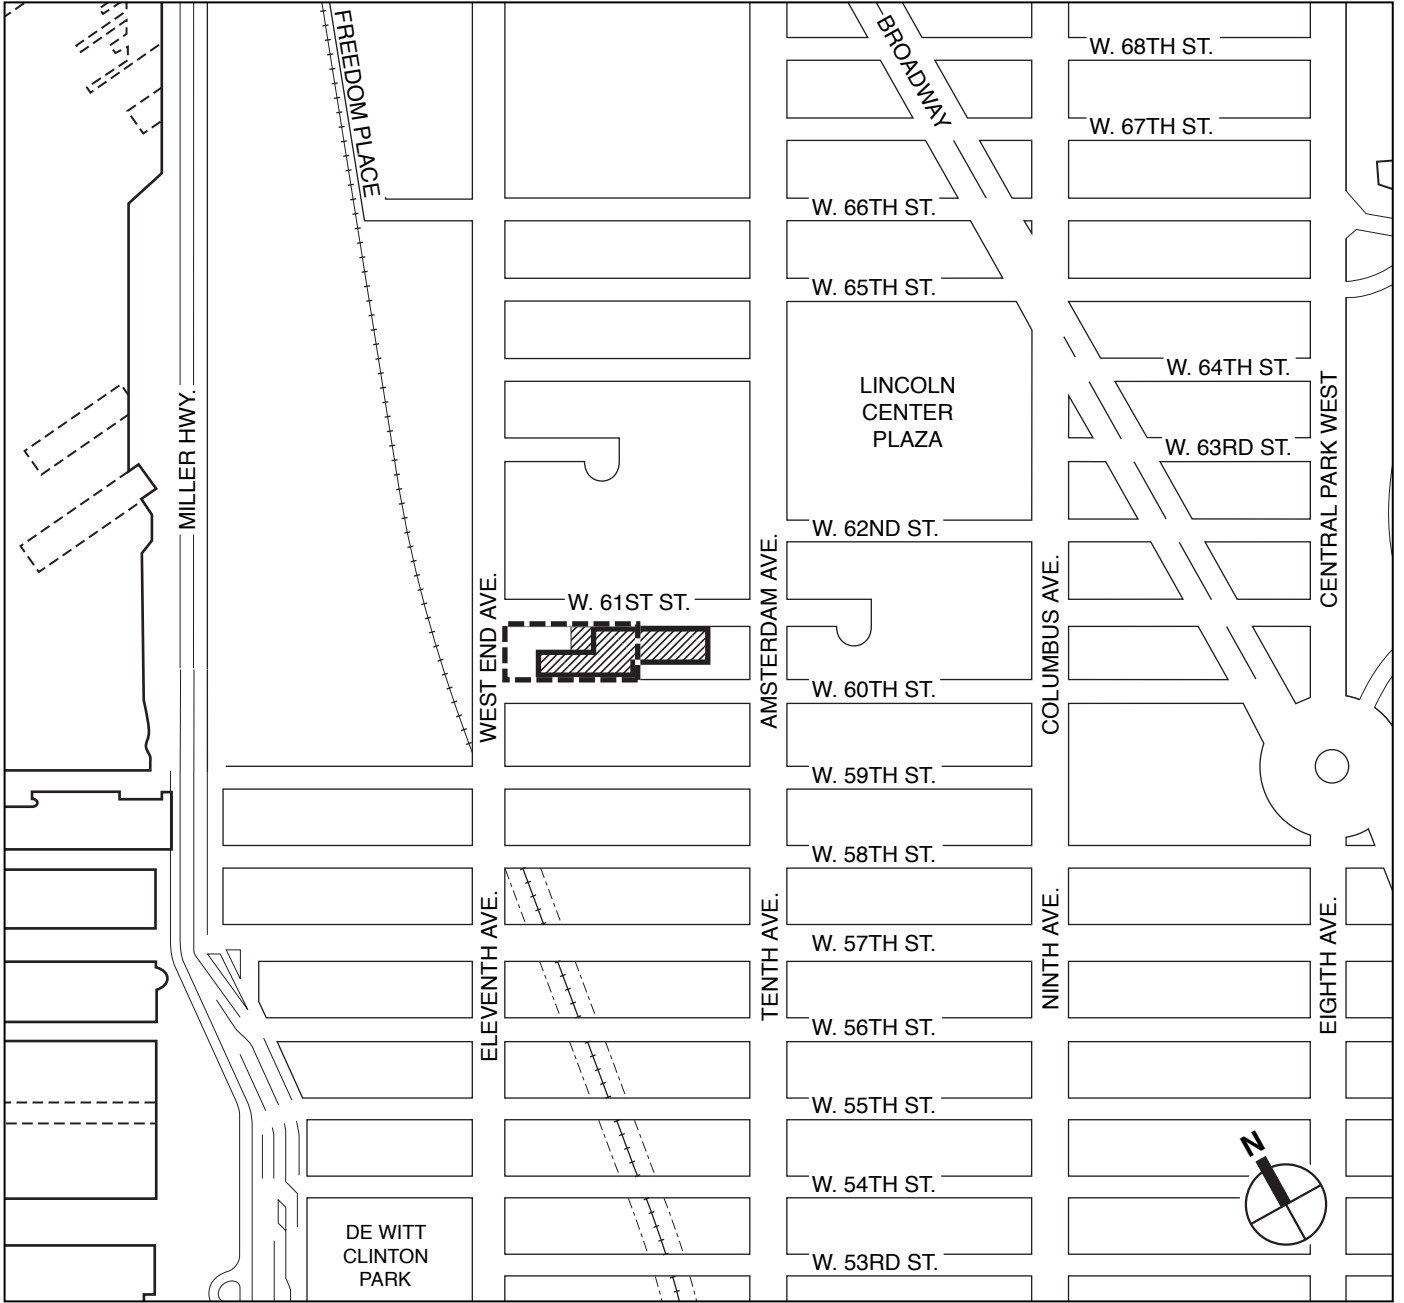 FREEDOM PLACE
BROADWAY
W. 68TH ST.
W. 67TH ST.
W. 66TH ST.
W. 65TH ST.
W. 64TH ST.
MILLER HWY.
LINCOLN
CENTER
PLAZA
CENTRAL PARK WEST
W. 63RD ST.
W. 62ND ST.
WEST END AVE.
W. 61ST ST.
AMSTERDAM AVE.
COLUMBUS AVE.
W. 60TH ST.
W. 59TH ST.
W. 58TH ST.
ELEVENTH AVE.
TENTH AVE.
NINTH AVE.
EIGHTH AVE.
W. 57TH ST.
W. 56TH ST.
W. 55TH ST.
N
W. 54TH ST.
DE WITT
CLINTON
PARK
W. 53RD ST.